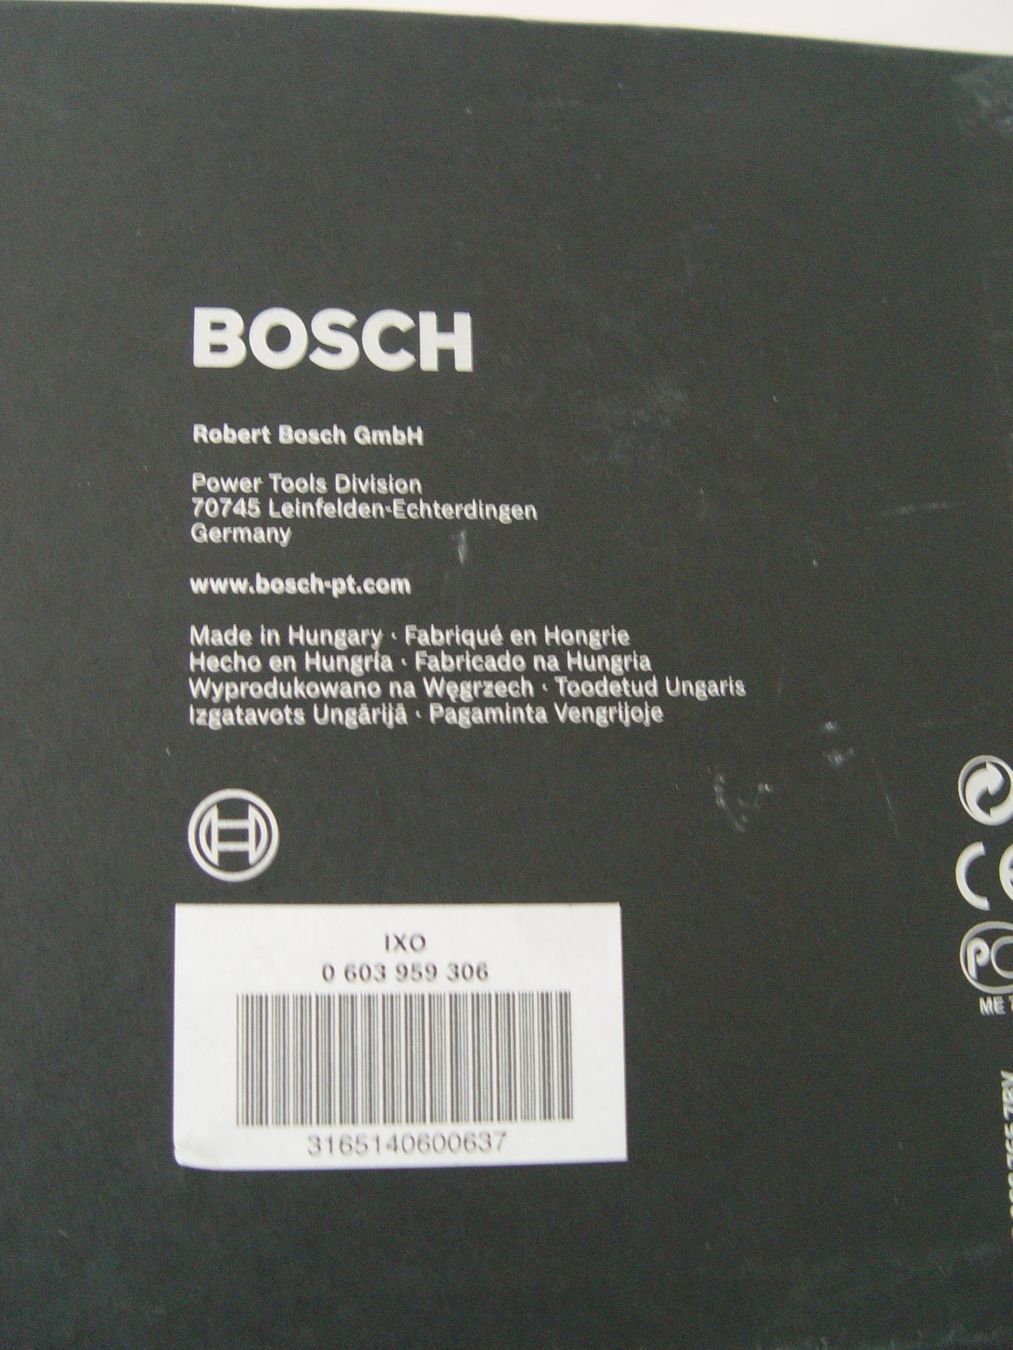 BOSCH
Robert Bosch GmbH
Power Tools Division
70745 Leinfelden-Echterdingen
Germany
www.bosch-pt.com
Made in Hungary · Fabriqué en Hongrie
Hecho en Hungría · Fabricado na Hungria
Wyprodukowano na Węgrzech · Toodetud Ungaris
Izgatavots Ungārijā · Pagaminta Vengrijoje
CE
ME
IXO
0 603 959 306
3165140600637